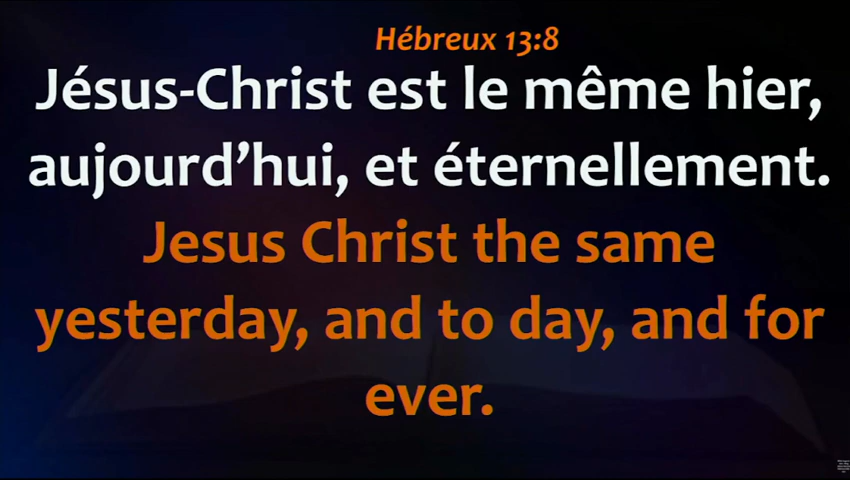 Hébreux 13:8
Jésus-Christ est le même hier,
aujourd’hui, et éternellement.
Jesus Christ the same
yesterday, and to day, and for
ever.